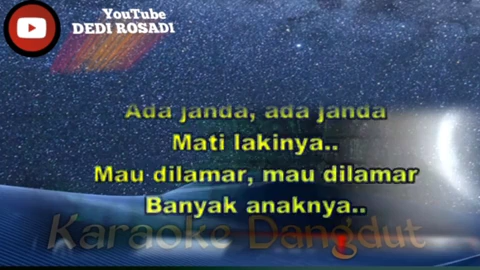 YouTube
DEDI ROSADI
Ada janda, ada janda
Mati lakinya..
Mau dilamar, mau dilamar
Banyak anaknya..
Karaoke Dangdut